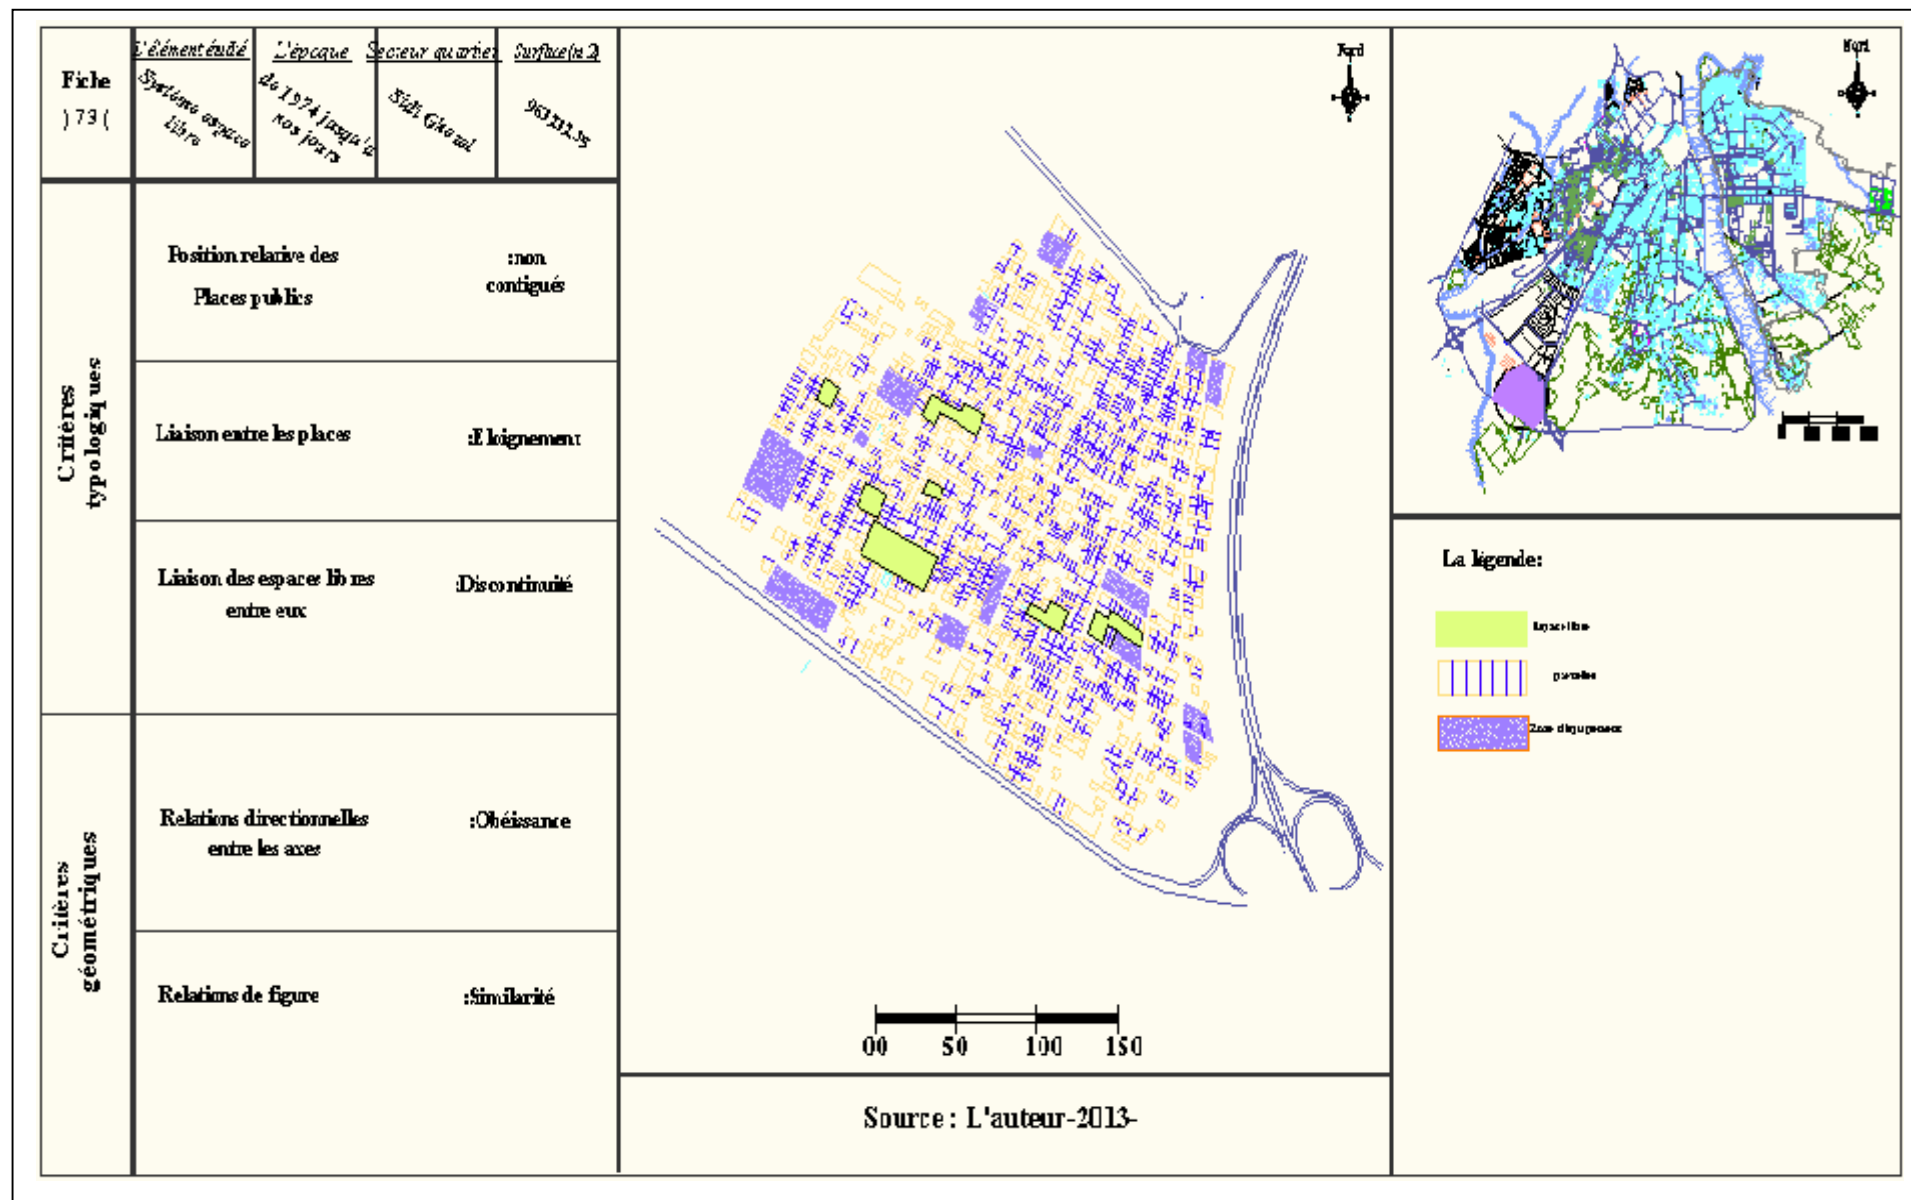 Fiche
)73(
L'élément étudié
Système espace
libre
L'époque
de 1974 jusqu'à
nos jours
Secteur quartier
Sidi Ghozal
Surface(m2)
Critères
typologiques
Position relative des
Places publics
:non
contigués
Liaison entre les places
:Eloignement
Liaison des espaces libres
entre eux
:Discontinuité
Critères
géométriques
Relations directionnelles
entre les axes
:Obéissance
Relations de figure
:Similarité
Nord
00 50 100 150
Source : L'auteur-2013-
Nord
La légende:
Espace libre
parcelles
Zone d'équipement